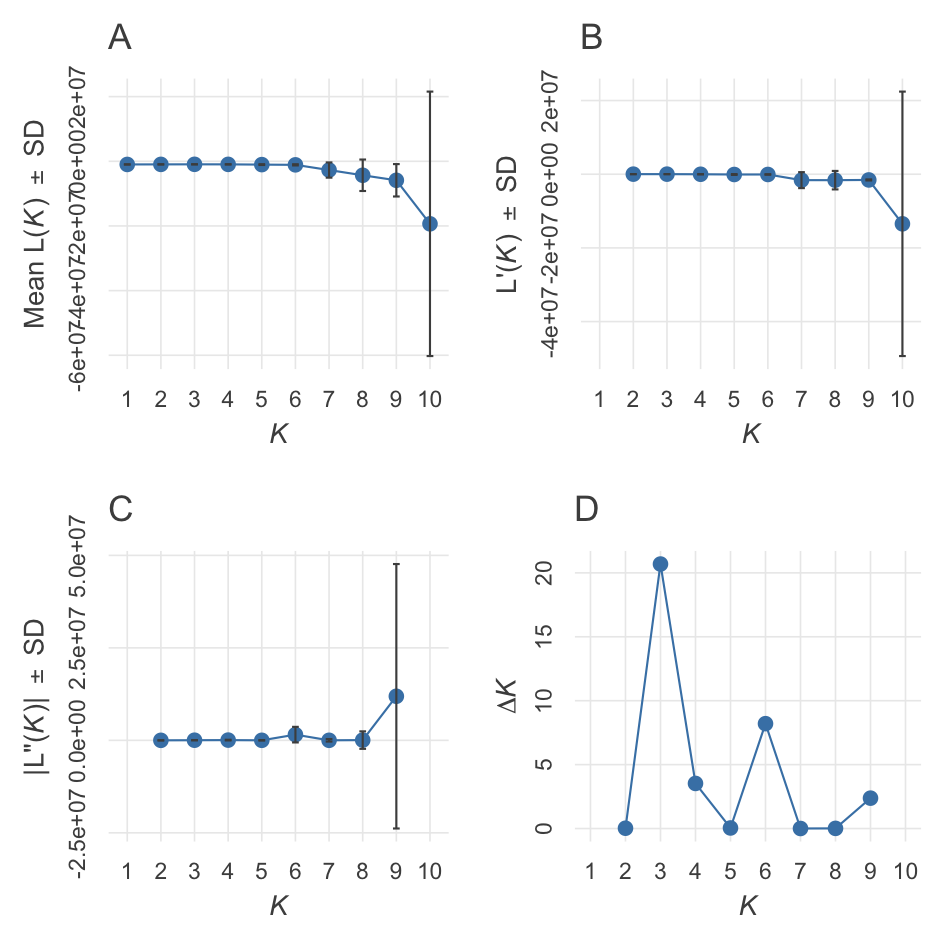 A
Mean L(K) ± SD
-6e+07
-4e+07
-2e+07
0e+00
2e+07
1 2 3 4 5 6 7 8 9 10
K
B
L'(K) ± SD
-4e+07
-2e+07
0e+00
2e+07
1 2 3 4 5 6 7 8 9 10
K
C
|L"(K)| ± SD
-2.5e+07
0.0e+00
2.5e+07
5.0e+07
1 2 3 4 5 6 7 8 9 10
K
D
ΔK
20
15
10
5
0
1 2 3 4 5 6 7 8 9 10
K